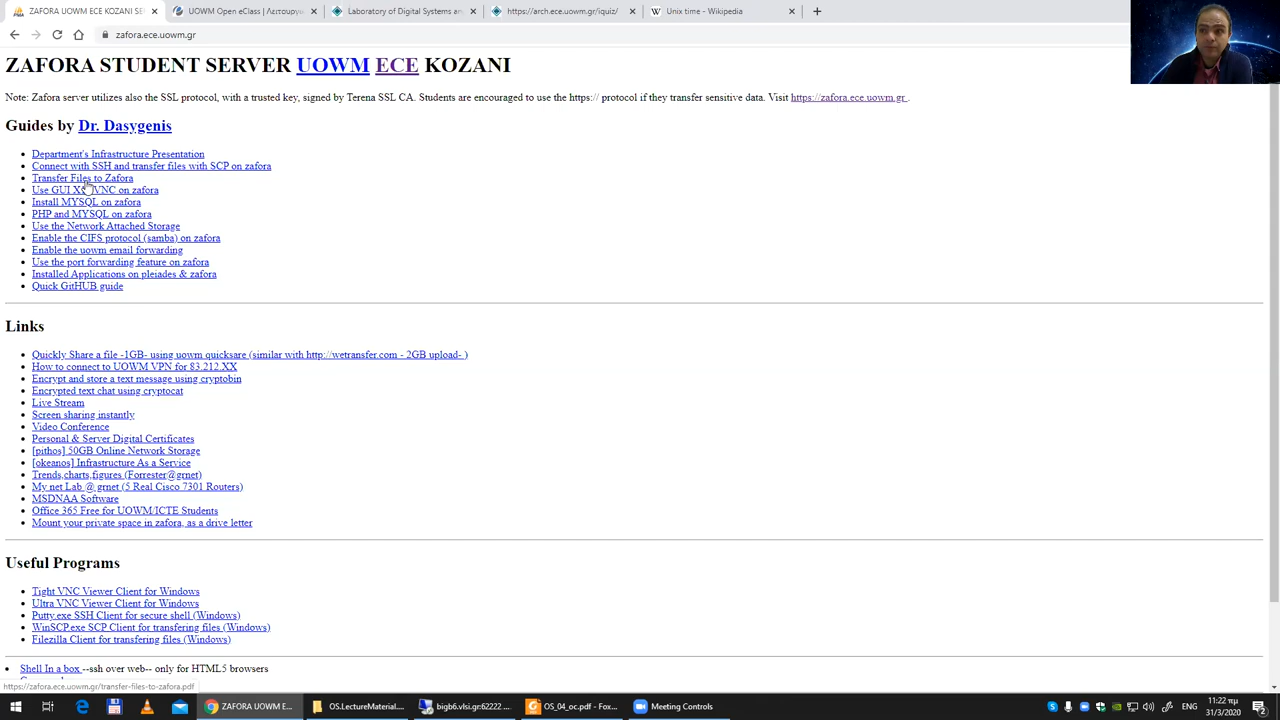 ZAFORA UOWM ECE KOZANI SE
UOWM Open eClass | Λειτουργικ
Laboratory of Digital Systems an
https://arch.ece.uowm.gr/iquiz/
Unix time - Wikipedia
zafora.ece.uowm.gr
ZAFORA STUDENT SERVER UOWM ECE KOZANI
Note: Zafora server utilizes also the SSL protocol, with a trusted key, signed by Terena SSL CA. Students are encouraged to use the https:// protocol if they transfer sensitive data. Visit https://zafora.ece.uowm.gr .
Guides by Dr. Dasygenis
Department's Infrastructure Presentation
Connect with SSH and transfer files with SCP on zafora
Transfer Files to Zafora
Use GUI VNC on zafora
Install MYSQL on zafora
PHP and MYSQL on zafora
Use the Network Attached Storage
Enable the CIFS protocol (samba) on zafora
Enable the uowm email forwarding
Use the port forwarding feature on zafora
Installed Applications on pleiades & zafora
Quick GitHUB guide
Links
Quickly Share a file -1GB- using uowm quicksare (similar with http://wetransfer.com - 2GB upload- )
How to connect to UOWM VPN for 83.212.XX
Encrypt and store a text message using cryptobin
Encrypted text chat using cryptocat
Live Stream
Screen sharing instantly
Video Conference
Personal & Server Digital Certificates
[pithos] 50GB Online Network Storage
[okeanos] Infrastructure As a Service
Trends,charts,figures (Forrester@grnet)
My net Lab @ grnet (5 Real Cisco 7301 Routers)
MSDNAA Software
Office 365 Free for UOWM/ICTE Students
Mount your private space in zafora, as a drive letter
Useful Programs
Tight VNC Viewer Client for Windows
Ultra VNC Viewer Client for Windows
Putty.exe SSH Client for secure shell (Windows)
WinSCP.exe SCP Client for transfering files (Windows)
Filezilla Client for transfering files (Windows)
Shell In a box --ssh over web-- only for HTML5 browsers
https://zafora.ece.uowm.gr/transfer-files-to-zafora.pdf
ZAFORA UOWM E...
OS.LectureMaterial...
bigb6.vlsi.gr:62222 ...
OS_04_oc.pdf - Fox...
Meeting Controls
ENG
11:22 πμ
31/3/2020
2